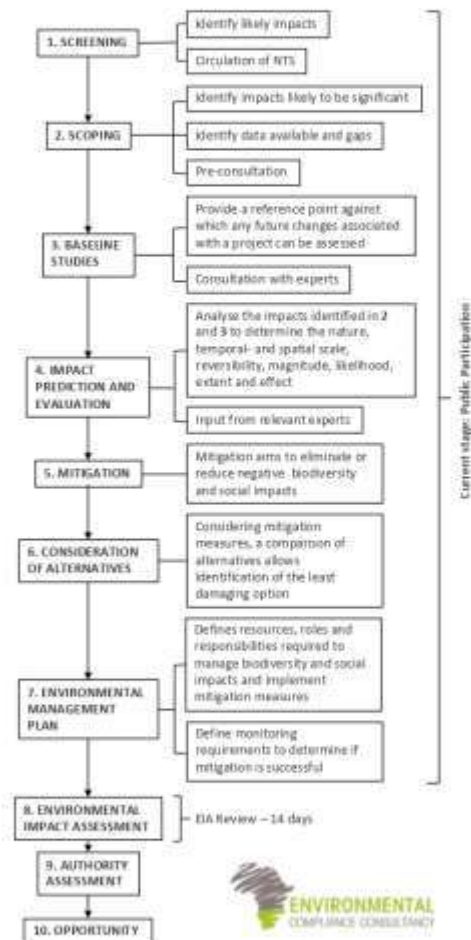 Identify likely impacts
1. SCREENING
Circulation of NTS
Identify impacts likely to be significant
2. SCOPING
Identify data available and gaps
Pre-consultation
Provide a reference point against
which any future changes associated
with a project can be assessed
3. BASELINE
STUDIES
Consultation with experts
Analyse the impacts identified in 2
and 3 to determine the nature,
temporal- and spatial scale,
reversibility, magnitude, likelihood,
extent and effect
4. IMPACT
PREDICTION AND
EVALUATION
Input from relevant experts
5. MITIGATION
Mitigation aims to eliminate or
reduce negative biodiversity
and social impacts
6. CONSIDERATION
OF ALTERNATIVES
Considering mitigation
measures, a comparison of
alternatives allows
identification of the least
damaging option
Defines resources, roles and
responsibilities required to
manage biodiversity and social
impacts and implement
mitigation measures
7. ENVIRONMENTAL
MANAGEMENT
PLAN
Define monitoring
requirements to determine if
mitigation is successful
Current stage: Public Participation
8. ENVIRONMENTAL
IMPACT ASSESSMENT
EIA Review – 14 days
9. AUTHORITY
ASSESSMENT
10. OPPORTUNITY
ENVIRONMENTAL
COMPLIANCE CONSULTANCY